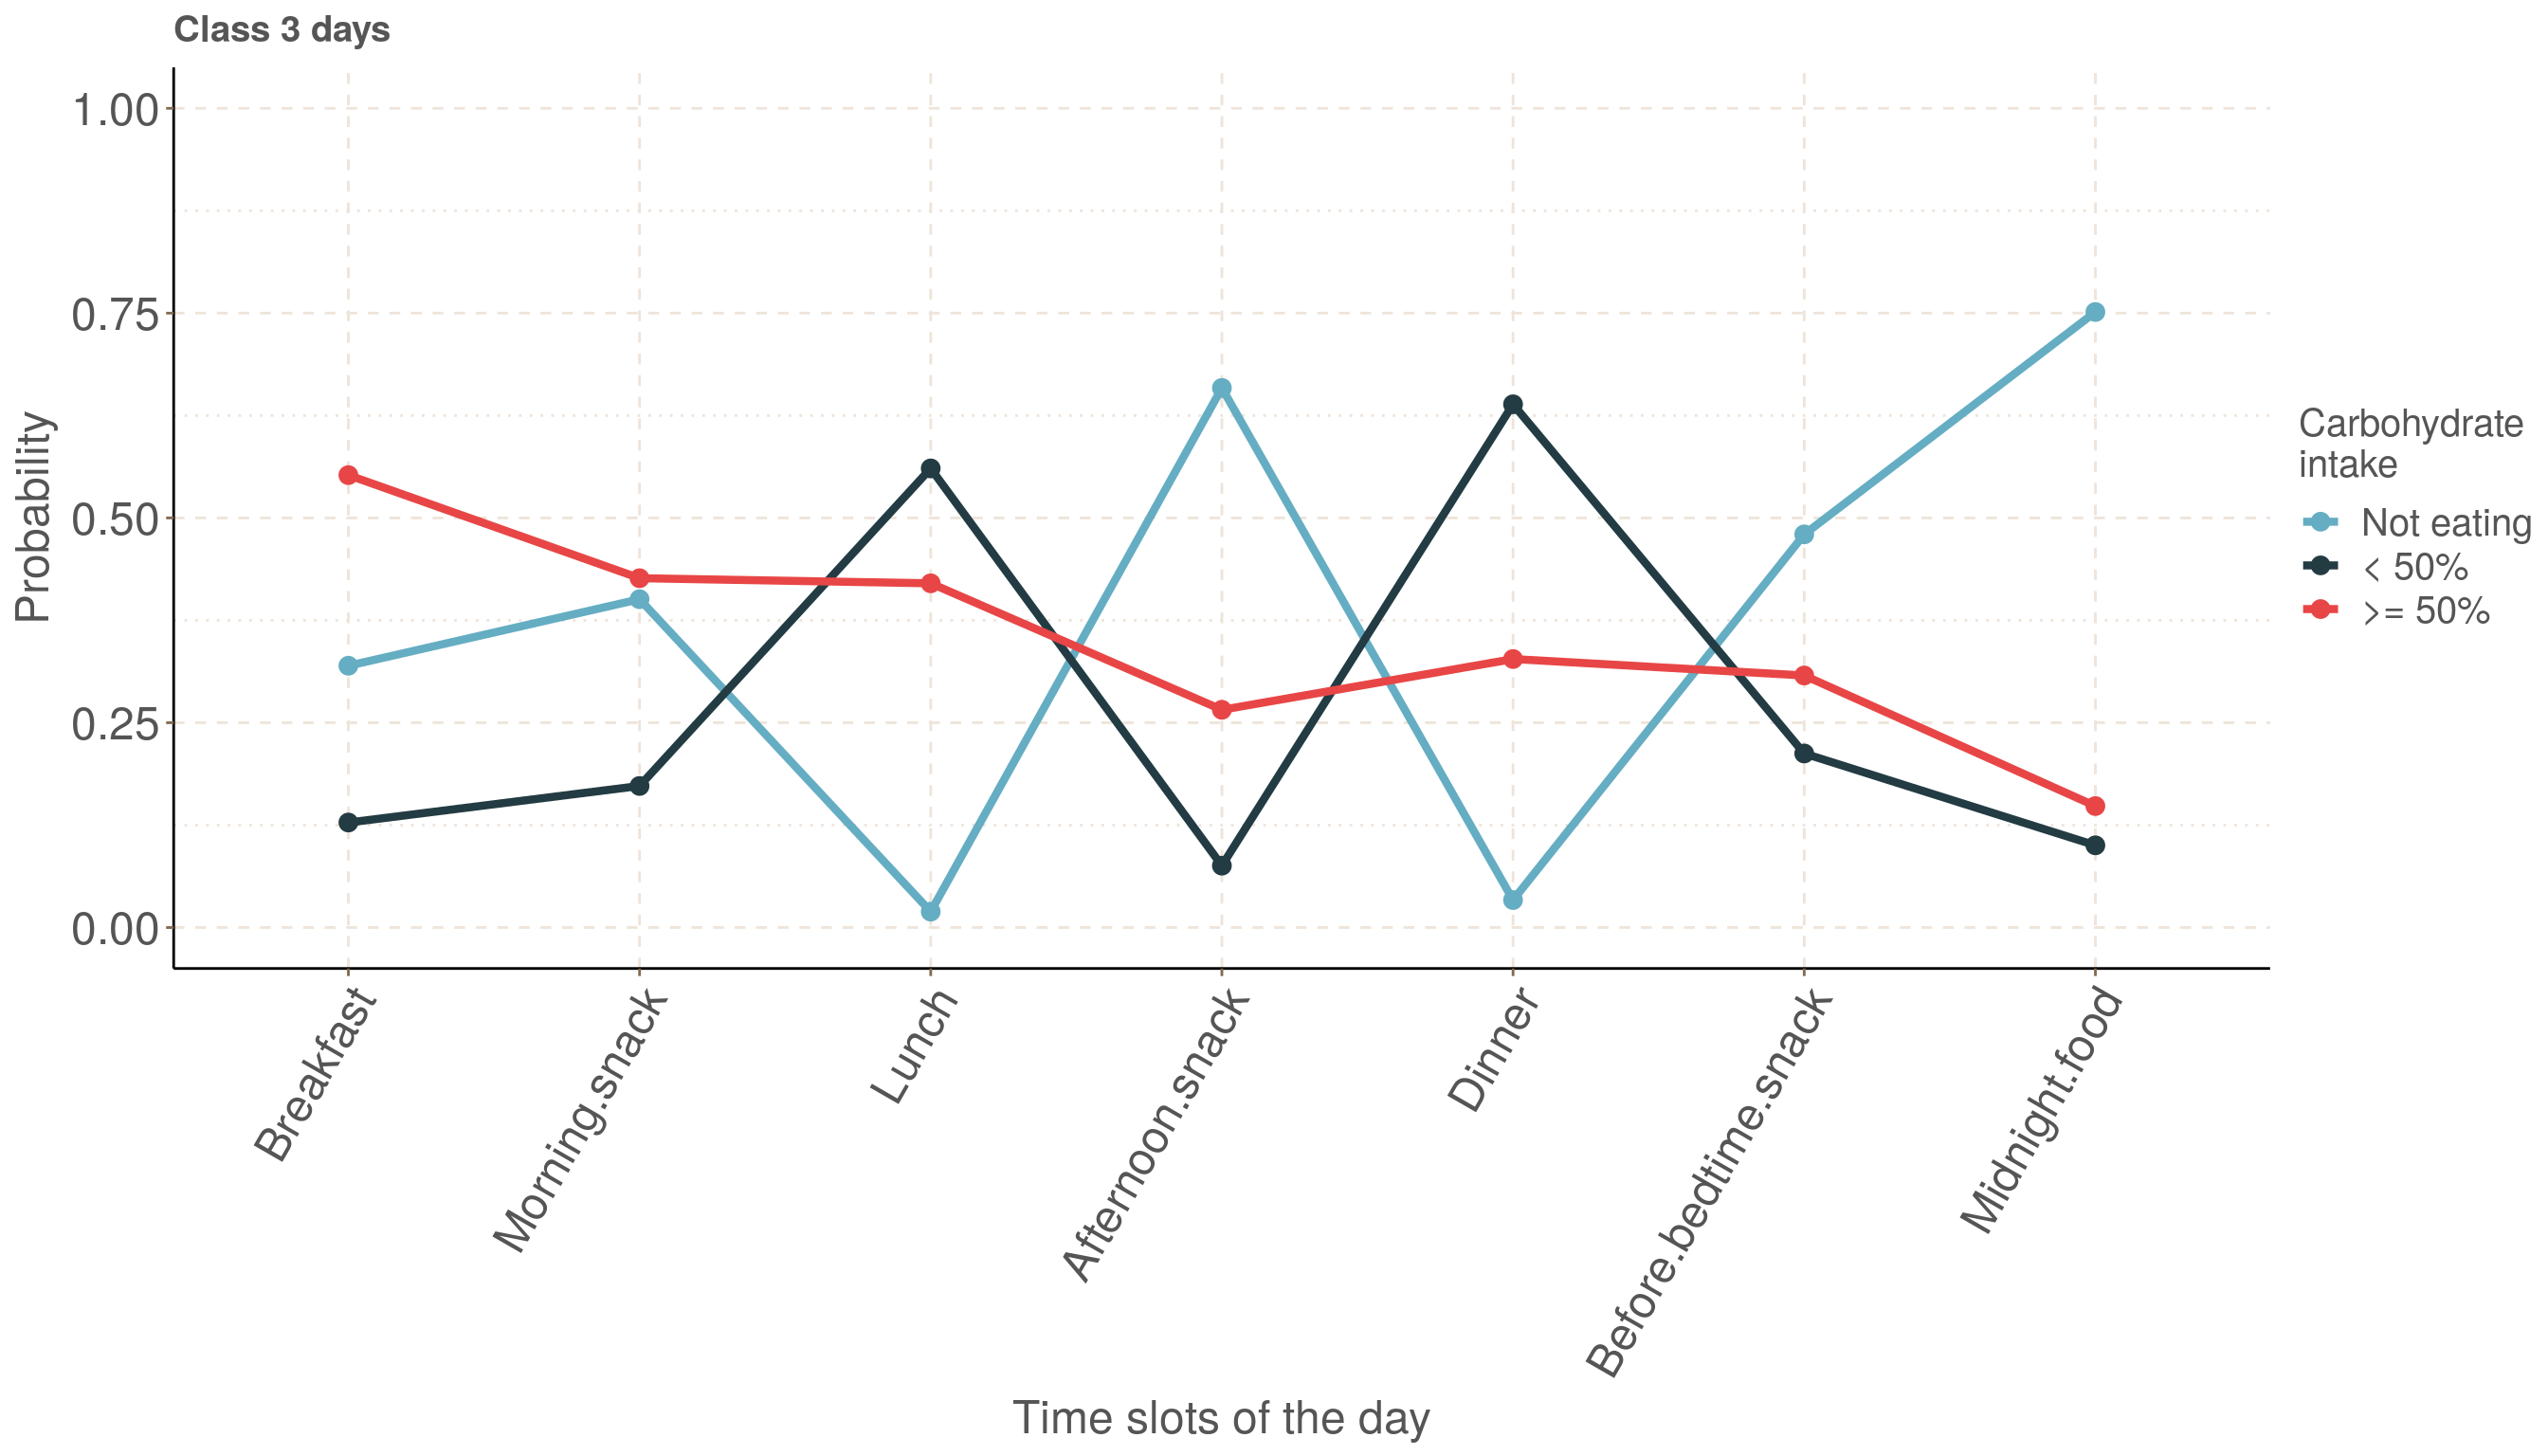 Class 3 days
Probability
1.00
0.75
0.50
0.25
0.00
Breakfast
Morning.snack
Lunch
Afternoon.snack
Dinner
Before.bedtime.snack
Midnight.food
Time slots of the day
Carbohydrate
intake
Not eating
< 50%
>= 50%